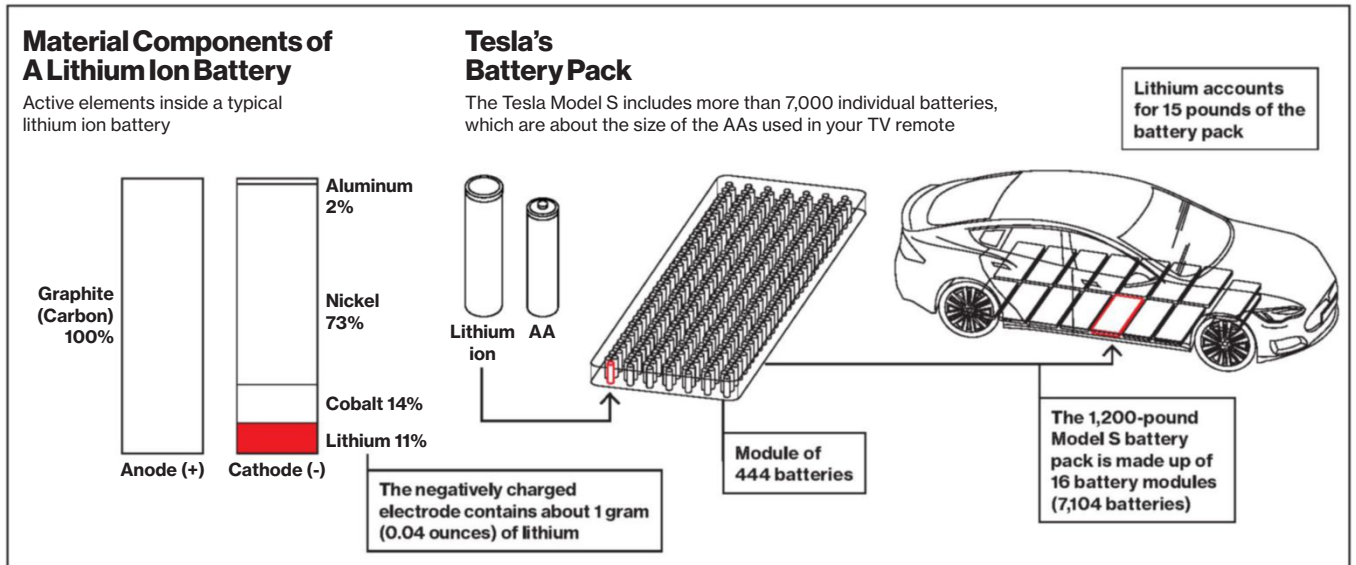 Material Components of
A Lithium Ion Battery
Active elements inside a typical
lithium ion battery
Graphite
(Carbon)
100%
Anode (+)
Aluminum
2%
Nickel
73%
Cobalt 14%
Lithium 11%
Cathode (-)
The negatively charged
electrode contains about 1 gram
(0.04 ounces) of lithium
Tesla's
Battery Pack
The Tesla Model S includes more than 7,000 individual batteries,
which are about the size of the AAs used in your TV remote
Lithium
ion
AA
Module of
444 batteries
Lithium accounts
for 15 pounds of the
battery pack
The 1,200-pound
Model S battery
pack is made up of
16 battery modules
(7,104 batteries)